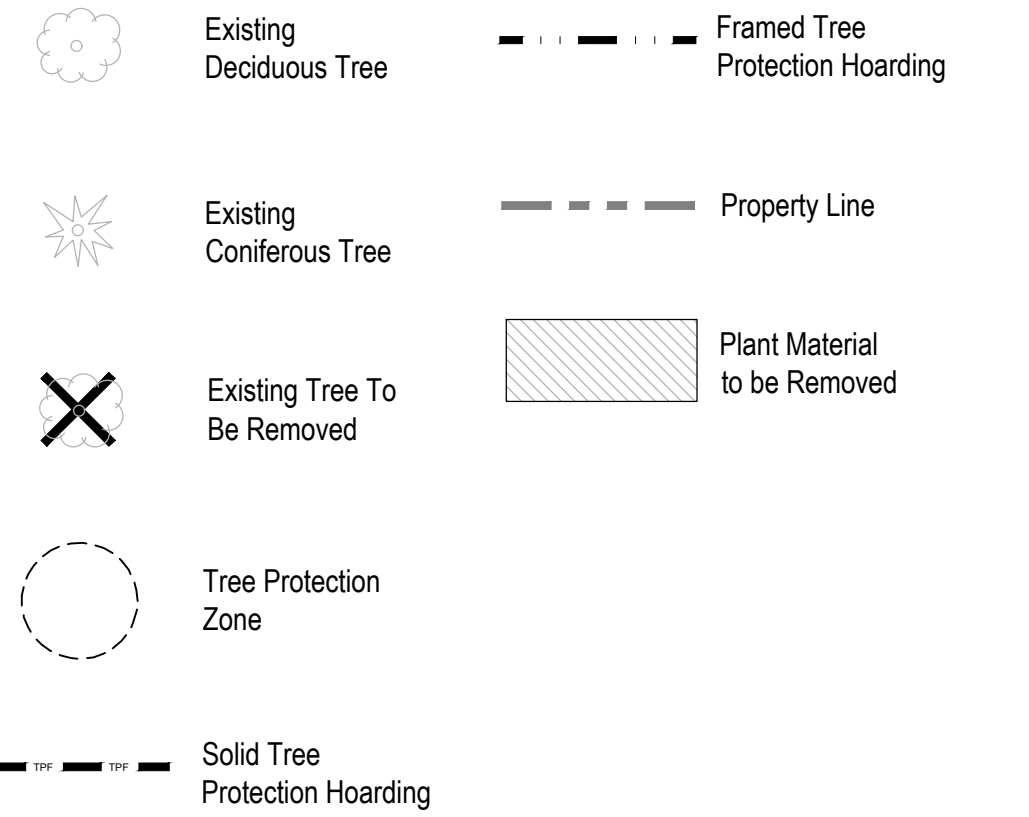 Existing
Deciduous Tree
Existing
Coniferous Tree
Existing Tree To
Be Removed
Tree Protection
Zone
TPF TPF
Solid Tree
Protection Hoarding
Framed Tree
Protection Hoarding
Property Line
Plant Material
to be Removed